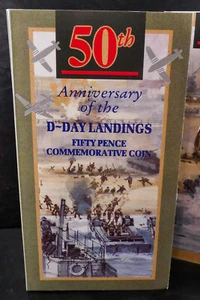 50th
Anniversary
of the
D-DAY LANDINGS
FIFTY PENCE
COMMEMORATIVE COIN